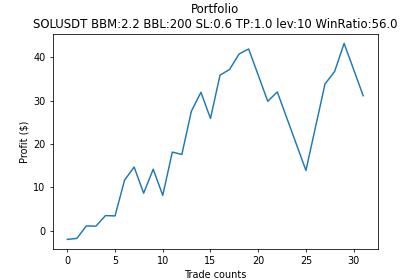 Portfolio
SOLUSDT BBM:2.2 BBL:200 SL:0.6 TP:1.0 lev:10 WinRatio:56.0
Profit ($)
40
30
20
10
0
0 5 10 15 20 25 30
Trade counts